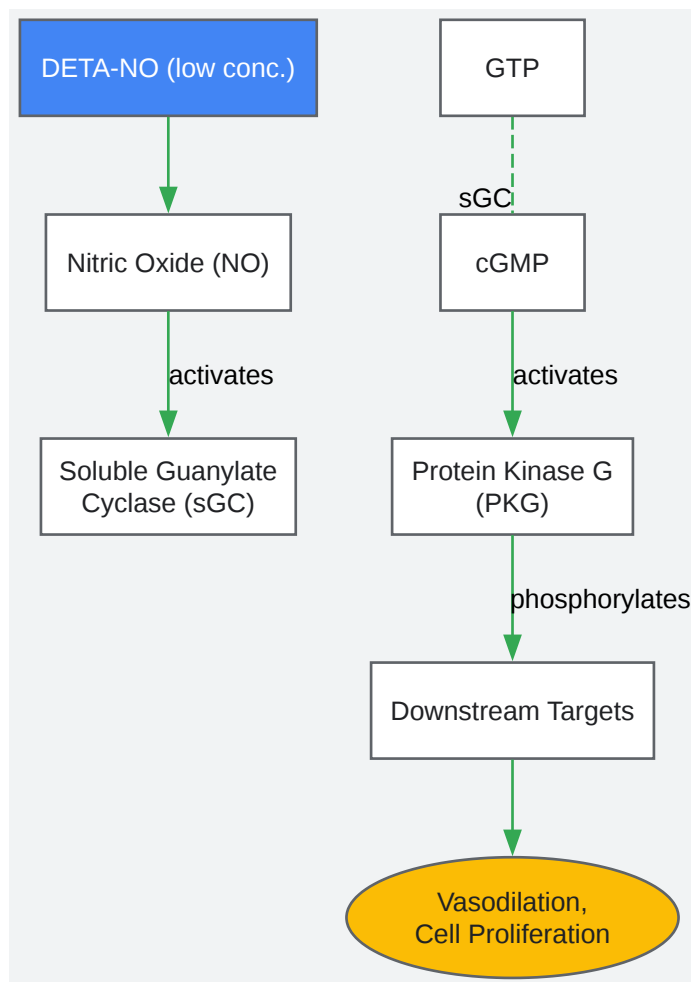 DETA-NO (low conc.)
GTP
sGC
Nitric Oxide (NO)
cGMP
activates
activates
Soluble Guanylate
Cyclase (sGC)
Protein Kinase G
(PKG)
phosphorylates
Downstream Targets
Vasodilation,
Cell Proliferation